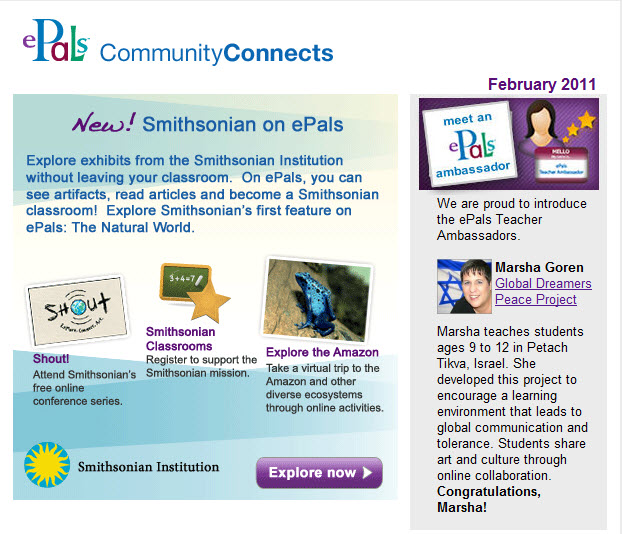 ePals CommunityConnects
February 2011
New! Smithsonian on ePals
Explore exhibits from the Smithsonian Institution
without leaving your classroom.  On ePals, you can
see artifacts, read articles and become a Smithsonian
classroom!  Explore Smithsonian's first feature on
ePals: The Natural World.
SHOUT
Explore. Connect. Act.
Shout!
Attend Smithsonian's
free online
conference series.
3+4=7
Smithsonian
Classrooms
Register to support the
Smithsonian mission.
Explore the Amazon
Take a virtual trip to the
Amazon and other
diverse ecosystems
through online activities.
Smithsonian Institution
Explore now
meet an
ePals
ambassador
HELLO
ePals
Teacher Ambassador
We are proud to introduce
the ePals Teacher
Ambassadors.
Marsha Goren
Global Dreamers
Peace Project
Marsha teaches students
ages 9 to 12 in Petach
Tikva, Israel. She
developed this project to
encourage a learning
environment that leads to
global communication and
tolerance. Students share
art and culture through
online collaboration.
Congratulations,
Marsha!